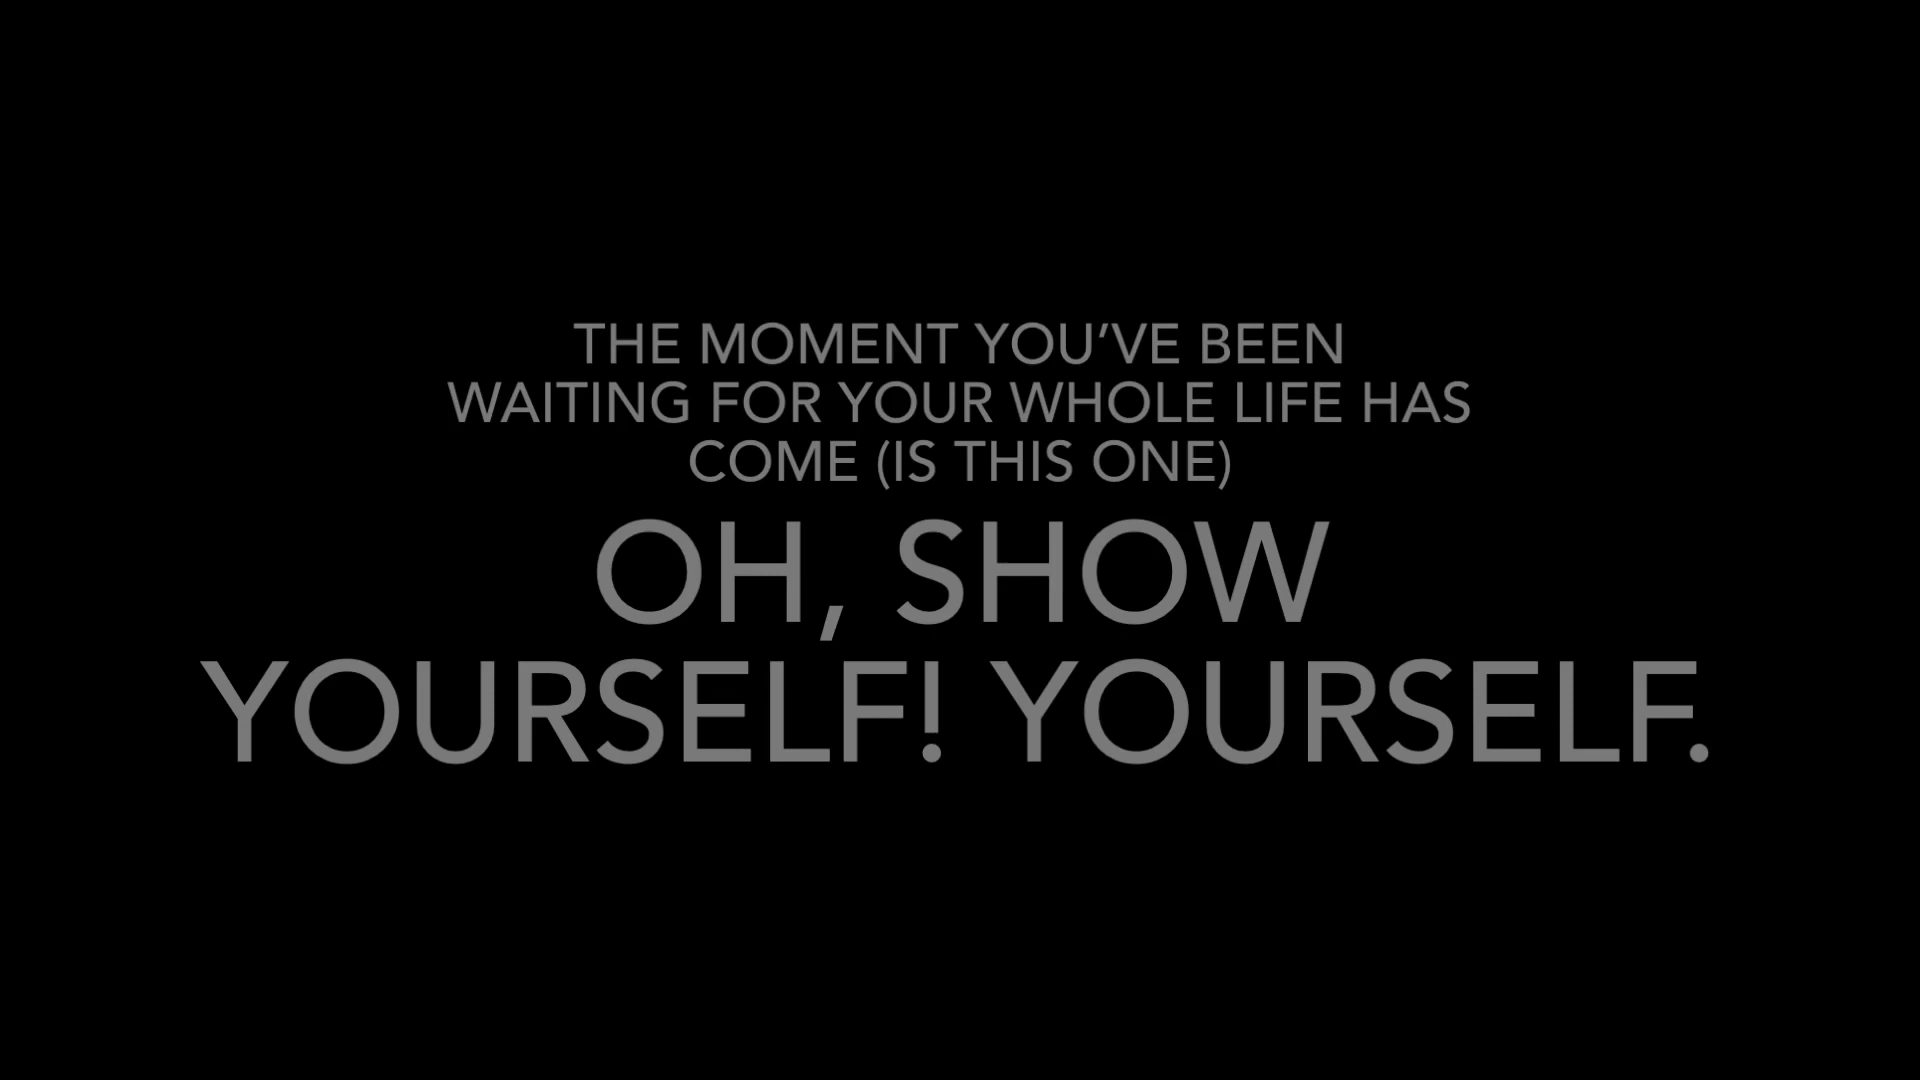 THE MOMENT YOU’VE BEEN
WAITING FOR YOUR WHOLE LIFE HAS
COME (IS THIS ONE)
OH, SHOW
YOURSELF! YOURSELF.